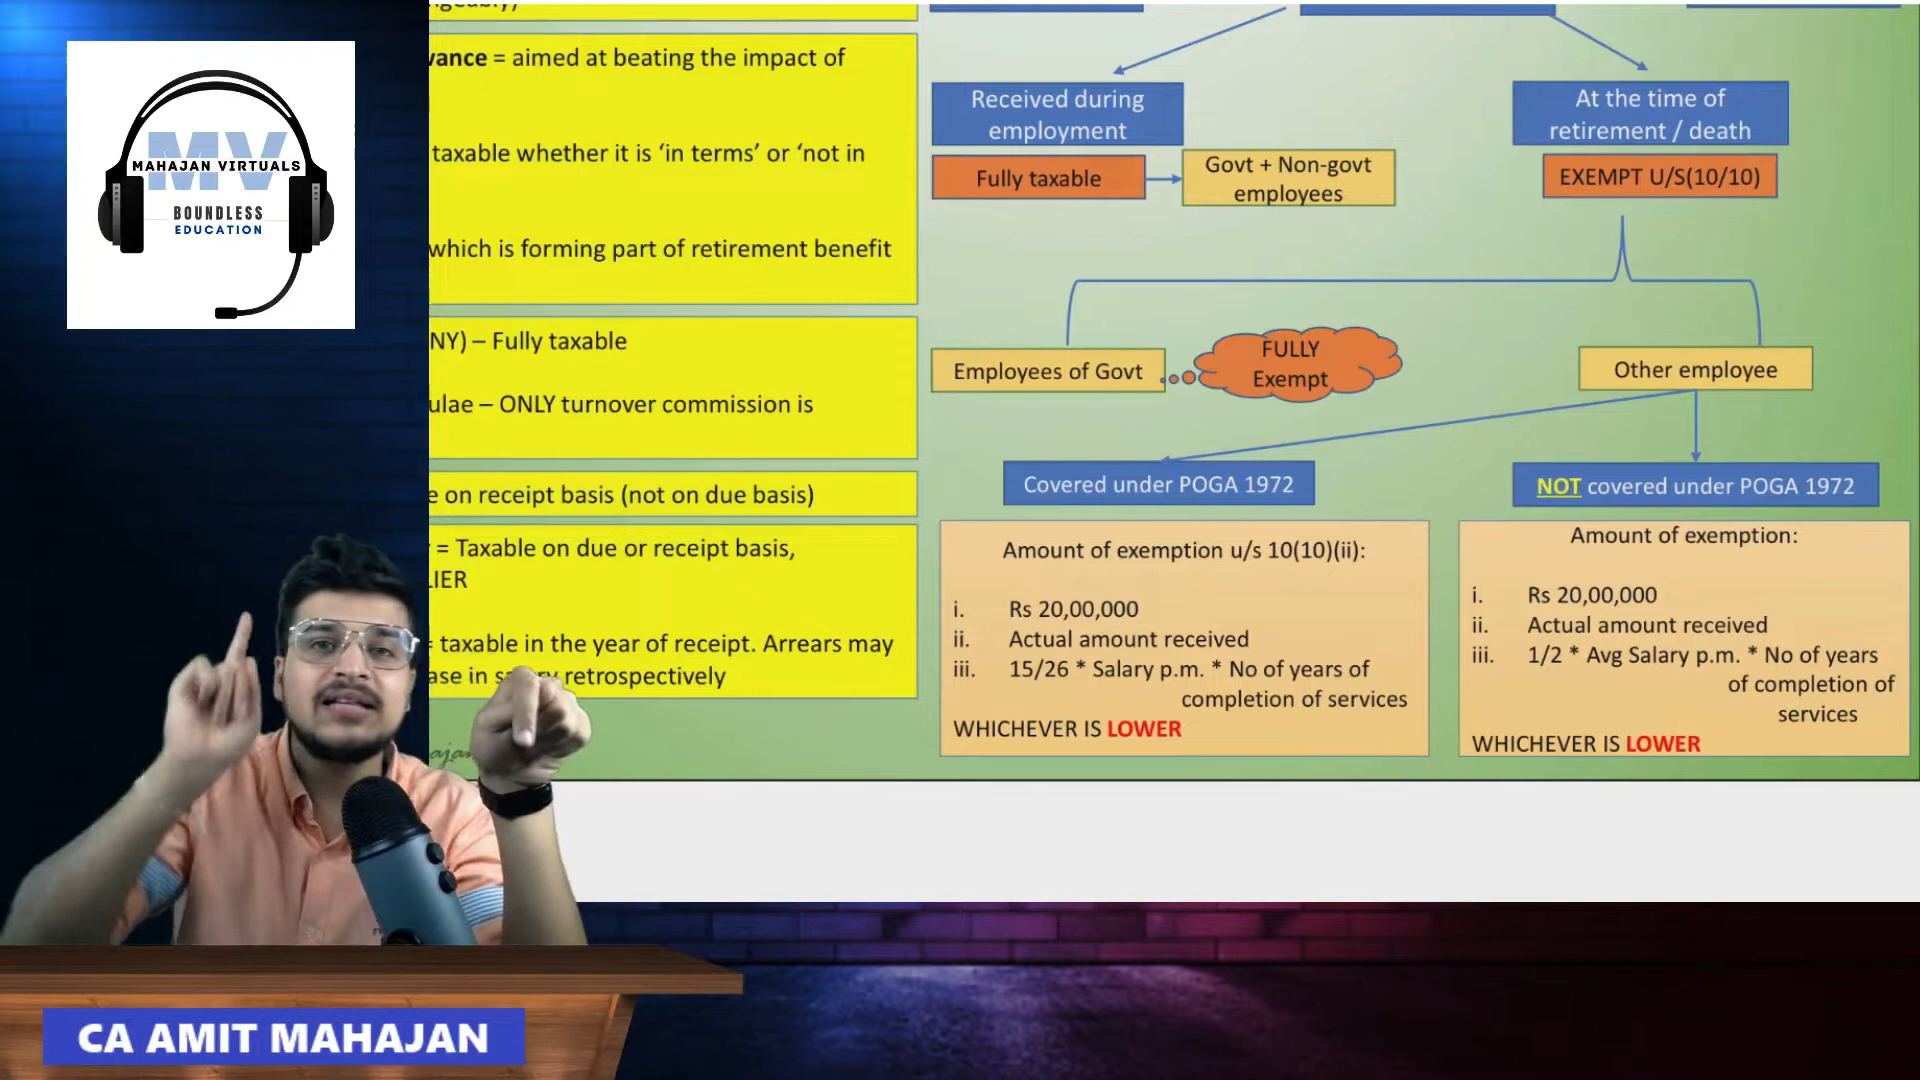 MV
MAHAJAN VIRTUALS
BOUNDLESS
EDUCATION
vance = aimed at beating the impact of
taxable whether it is ‘in terms’ or ‘not in
which is forming part of retirement benefit
NY) – Fully taxable
ulae – ONLY turnover commission is
e on receipt basis (not on due basis)
= Taxable on due or receipt basis,
LIER
= taxable in the year of receipt. Arrears may
ase in salary retrospectively
Received during
employment
Fully taxable
Govt + Non-govt
employees
At the time of
retirement / death
EXEMPT U/S(10/10)
Employees of Govt
FULLY
Exempt
Other employee
Covered under POGA 1972
NOT covered under POGA 1972
Amount of exemption u/s 10(10)(ii):
i. Rs 20,00,000
ii. Actual amount received
iii. 15/26 * Salary p.m. * No of years of
completion of services
WHICHEVER IS LOWER
Amount of exemption:
i. Rs 20,00,000
ii. Actual amount received
iii. 1/2 * Avg Salary p.m. * No of years
of completion of
services
WHICHEVER IS LOWER
CA AMIT MAHAJAN